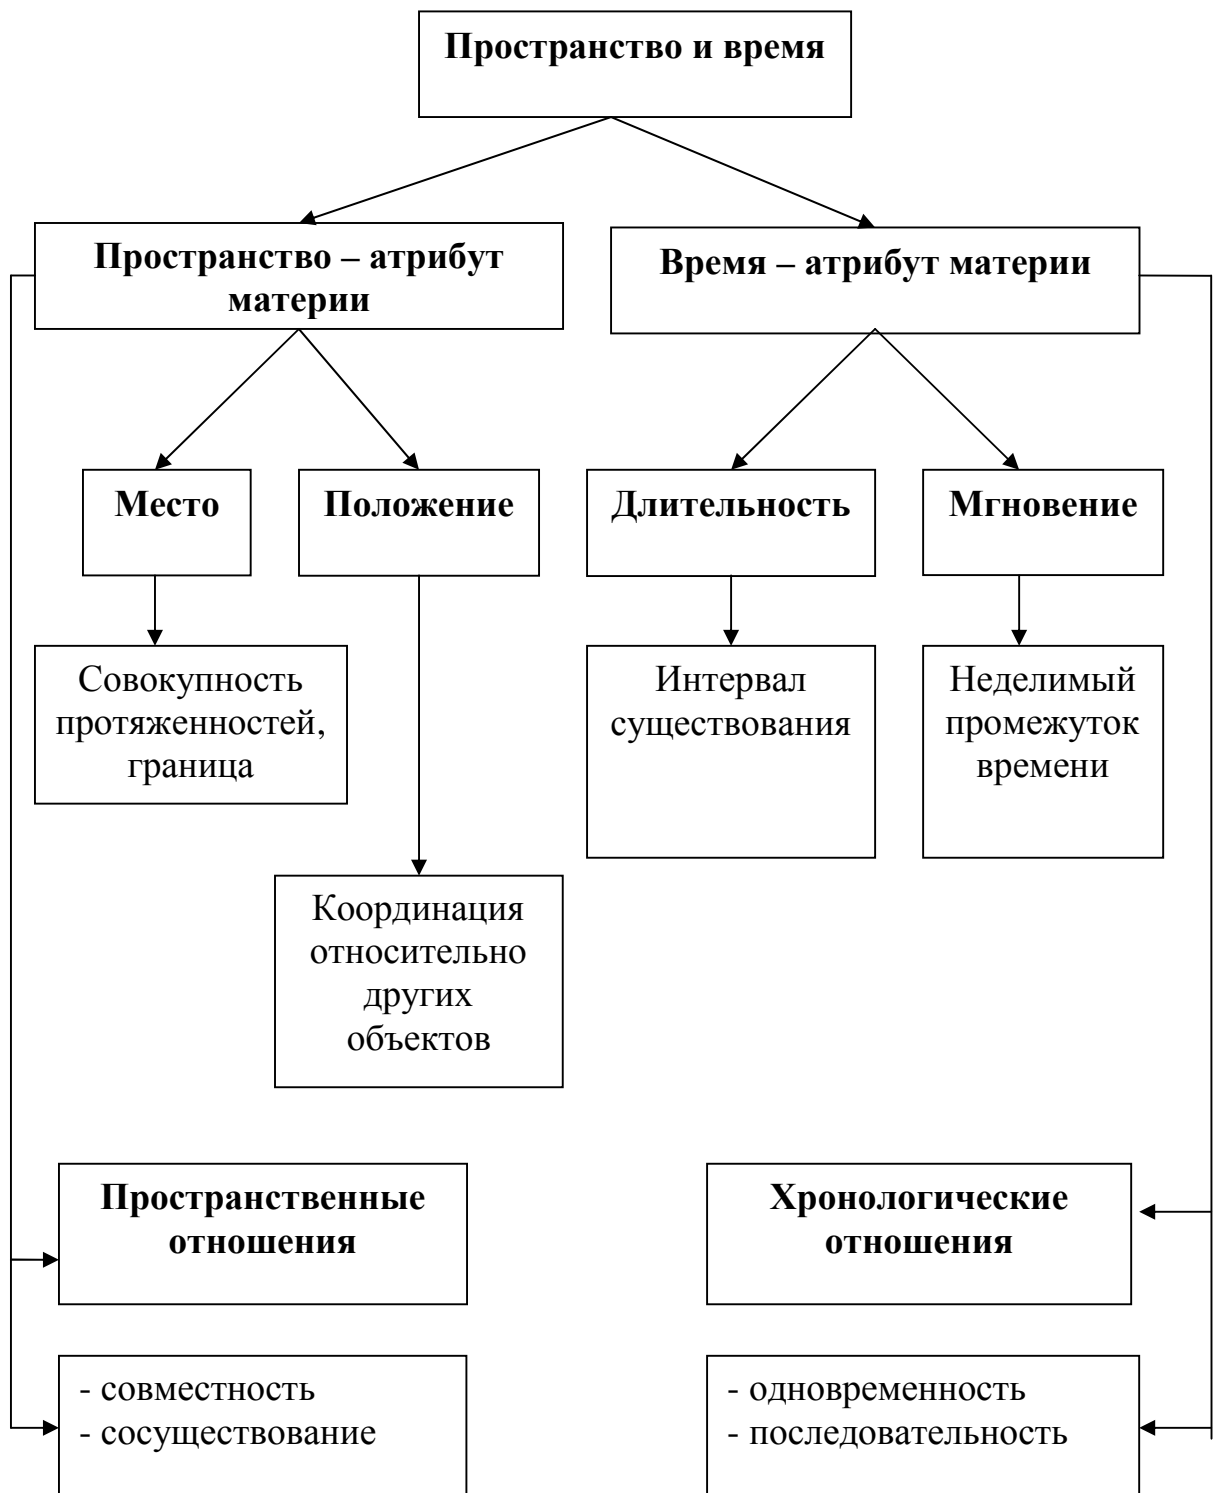 Пространство и время
Пространство – атрибут
материи
Время – атрибут материи
Место
Положение
Длительность
Мгновение
Совокупность
протяженностей,
граница
Интервал
существования
Неделимый
промежуток
времени
Координация
относительно
других
объектов
Пространственные
отношения
Хронологические
отношения
- совместность
- сосуществование
- одновременность
- последовательность